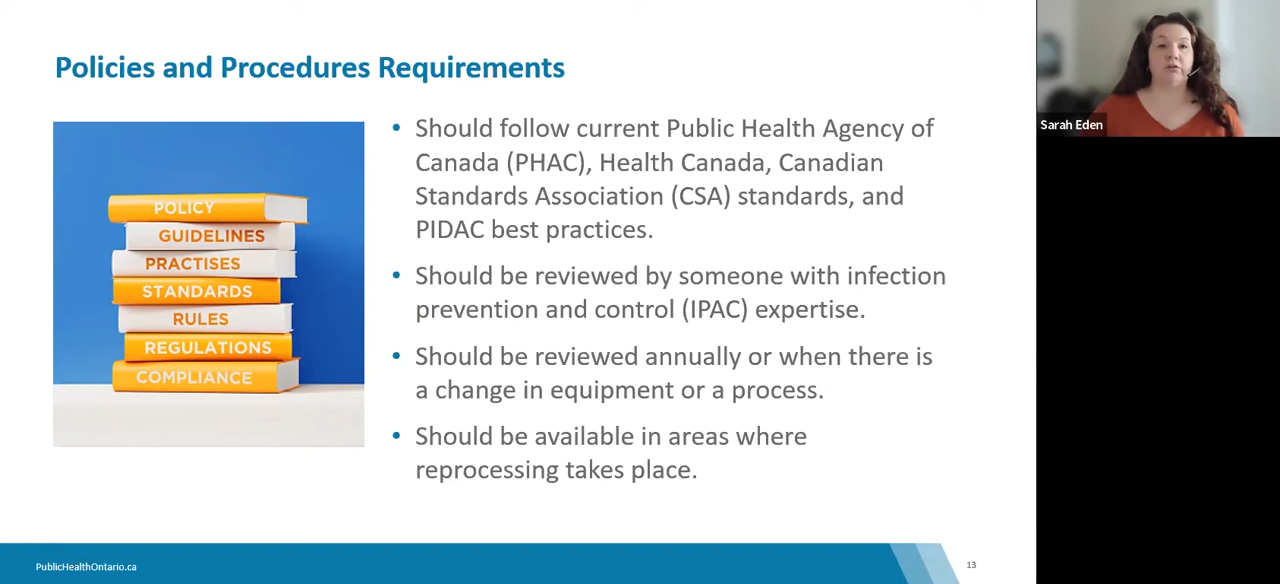 Policies and Procedures Requirements
POLICY
GUIDELINES
PRACTISES
STANDARDS
RULES
REGULATIONS
COMPLIANCE
• Should follow current Public Health Agency of
Canada (PHAC), Health Canada, Canadian
Standards Association (CSA) standards, and
PIDAC best practices.
• Should be reviewed by someone with infection
prevention and control (IPAC) expertise.
• Should be reviewed annually or when there is
a change in equipment or a process.
• Should be available in areas where
reprocessing takes place.
PublicHealthOntario.ca
13
Sarah Eden